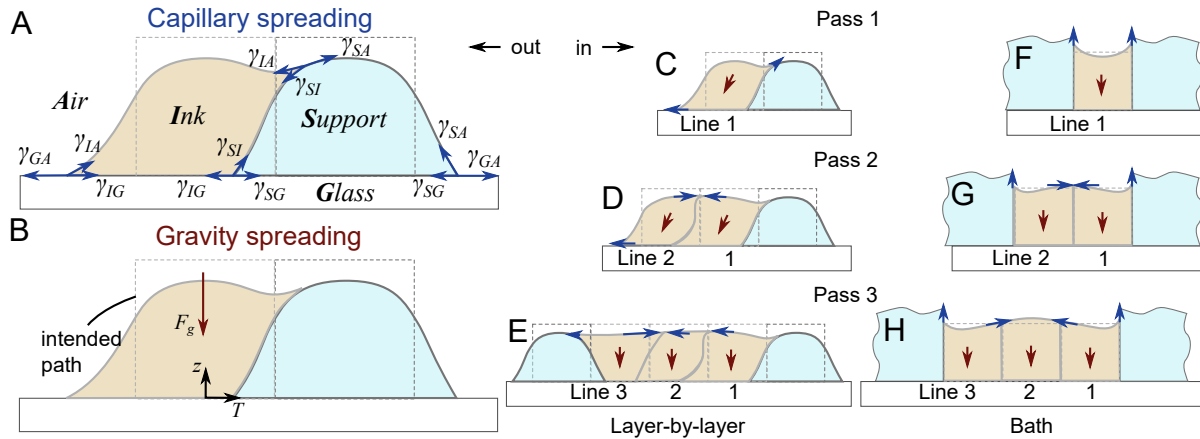 A
Capillary spreading
γSA
γIA
γSI
Air
Ink
Support
γIA
γSI
γSA
γGA
γGA
γIG
γIG
γSG
γSG
Glass
B
Gravity spreading
intended
path
Fg
z
T
out in
Pass 1
C
Line 1
F
Line 1
Pass 2
D
Line 2 1
G
Line 2 1
Pass 3
E
Line 3 2 1
Layer-by-layer
H
Line 3 2 1
Bath